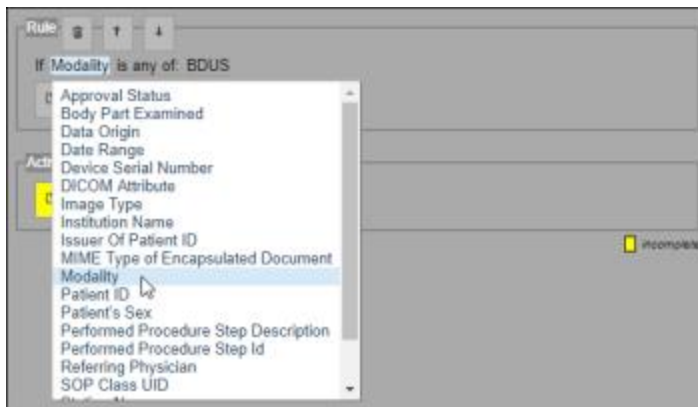 Rule
If Modality is any of: BDUS
Approval Status
Body Part Examined
Data Origin
Date Range
Device Serial Number
DICOM Attribute
Image Type
Institution Name
Issuer Of Patient ID
MIME Type of Encapsulated Document
Modality
Patient ID
Patient's Sex
Performed Procedure Step Description
Performed Procedure Step Id
Referring Physician
SOP Class UID
incomplete